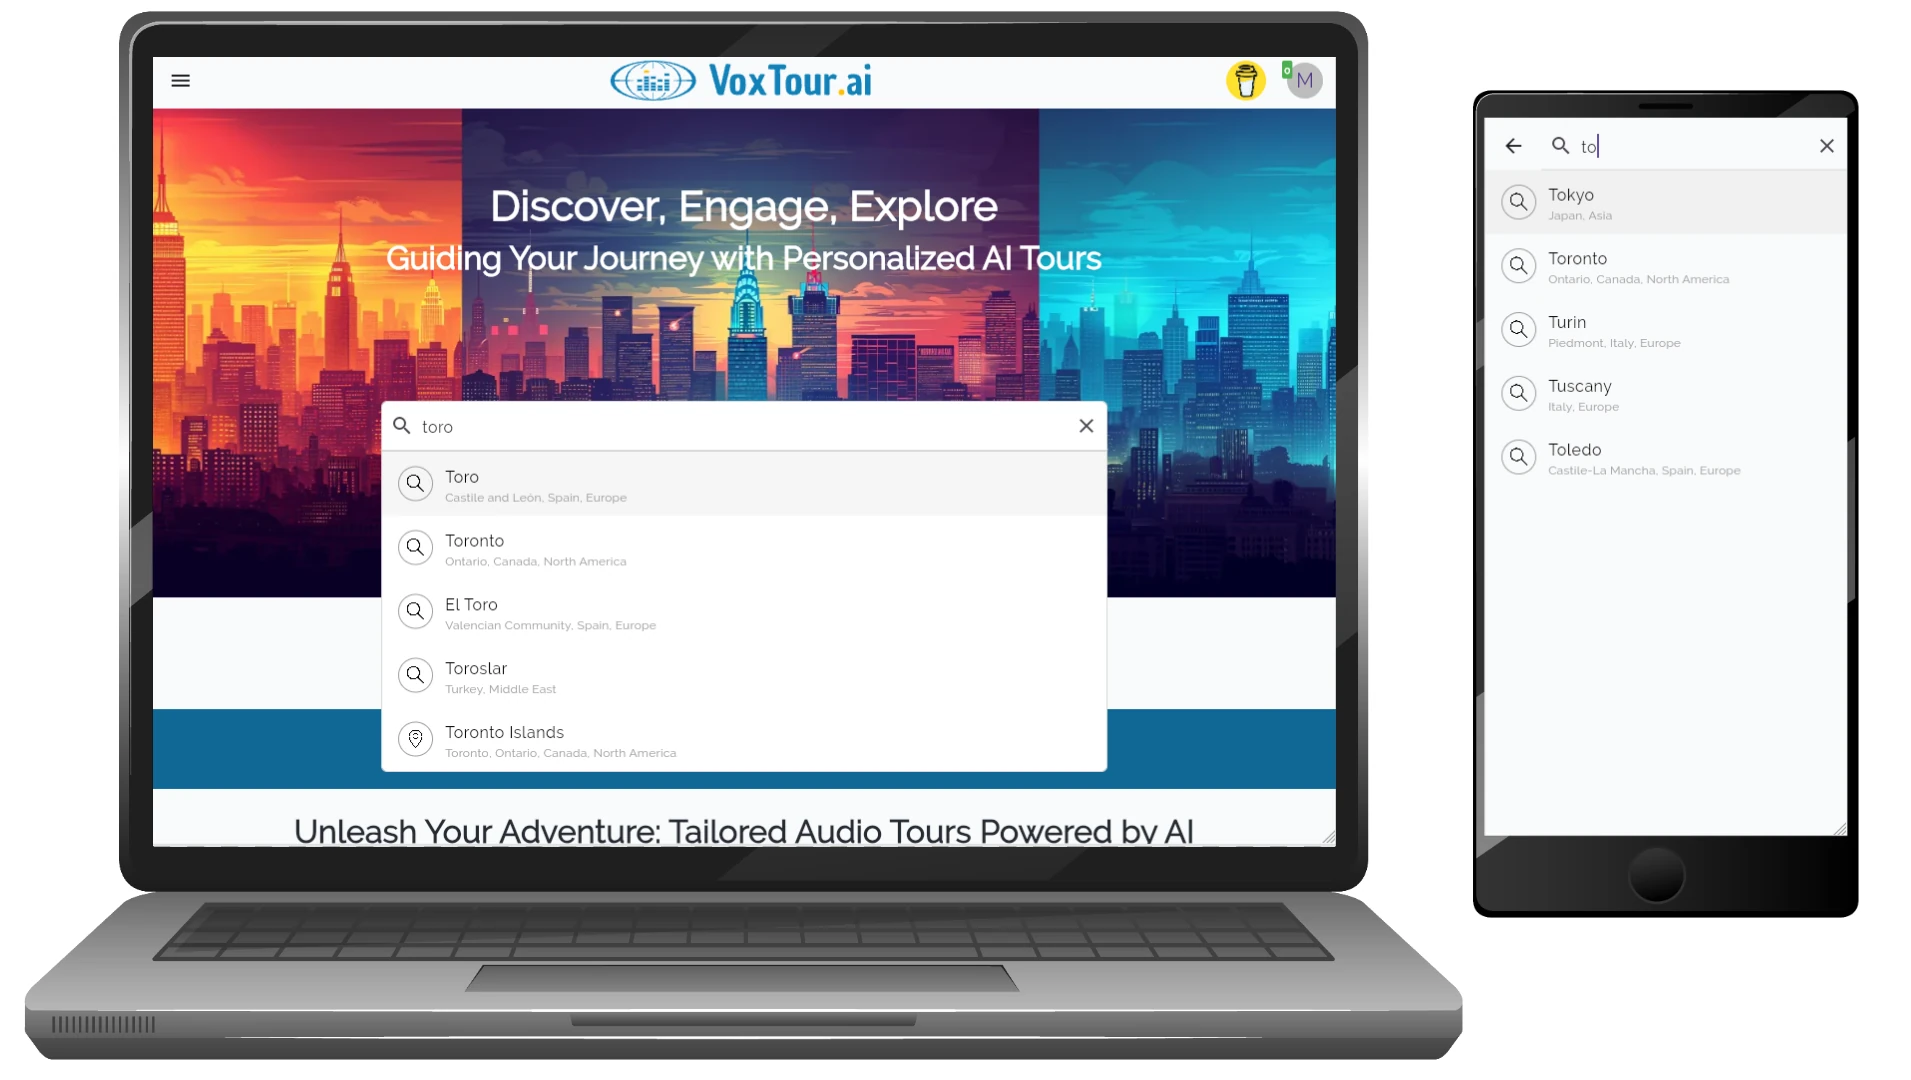 VoxTour.ai
0
M
Discover, Engage, Explore
Guiding Your Journey with Personalized AI Tours
toro
Toro
Castile and León, Spain, Europe
Toronto
Ontario, Canada, North America
El Toro
Valencian Community, Spain, Europe
Toroslar
Turkey, Middle East
Toronto Islands
Toronto, Ontario, Canada, North America
Unleash Your Adventure: Tailored Audio Tours Powered by AI
to
Tokyo
Japan, Asia
Toronto
Ontario, Canada, North America
Turin
Piedmont, Italy, Europe
Tuscany
Italy, Europe
Toledo
Castile-La Mancha, Spain, Europe